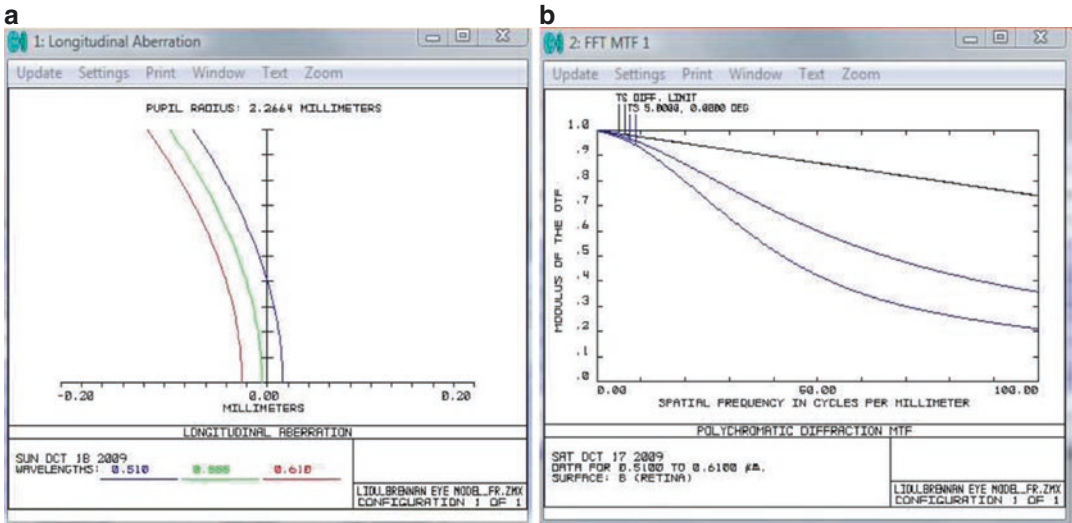 a
1: Longitudinal Aberration
Update Settings Print Window Text Zoom
PUPIL RADIUS: 2.2664 MILLIMETERS
-0.20 0.00 0.20
MILLIMETERS
LONGITUDINAL ABERRATION
SUN OCT 18 2009
WAVELENGTHS: 0.510 0.555 0.610
LIOULBRENNAN EYE MODEL_FR.ZMX
CONFIGURATION 1 OF 1
b
2: FFT MTF 1
Update Settings Print Window Text Zoom
TS DIFF. LIMIT
TS 5.0000, 0.0000 DEG
1.0
.9
.8
.7
.6
.5
.4
.3
.2
.1
.0
MODULUS OF THE OTF
0.00 50.00 100.00
SPATIAL FREQUENCY IN CYCLES PER MILLIMETER
POLYCHROMATIC DIFFRACTION MTF
SAT OCT 17 2009
DATA FOR 0.5100 TO 0.6100 µm.
SURFACE: 8 (RETINA)
LIOULBRENNAN EYE MODEL_FR.ZMX
CONFIGURATION 1 OF 1